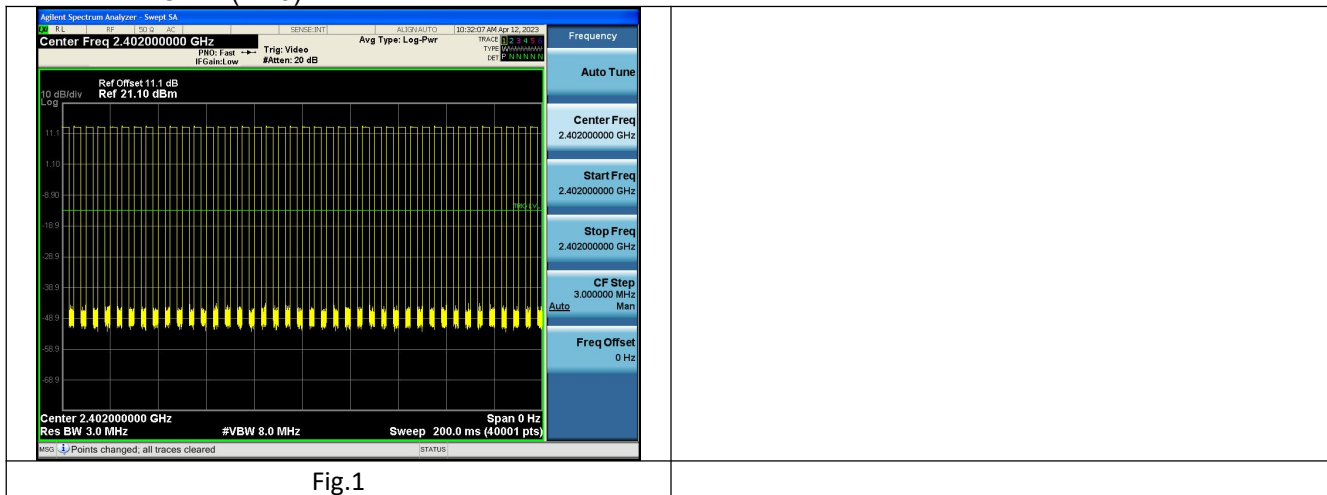 Agilent Spectrum Analyzer - Swept SA
RL RF 50 Ω AC SENSE:INT ALIGN AUTO 10:32:07 AM Apr 12, 2023
Center Freq 2.402000000 GHz
PNO: Fast
IFGain:Low
Trig: Video
#Atten: 20 dB
Avg Type: Log-Pwr
TRACE 1 2 3 4 5 6
TYPE
DET P N N N N N
Ref Offset 11.1 dB
10 dB/div Ref 21.10 dBm
Log
11.1
1.10
-8.90
-18.9
-28.9
-38.9
-48.9
-58.9
-68.9
Center 2.402000000 GHz Span 0 Hz
Res BW 3.0 MHz #VBW 8.0 MHz Sweep 200.0 ms (40001 pts)
MSG Points changed; all traces cleared STATUS
Frequency
Auto Tune
Center Freq
2.402000000 GHz
Start Freq
2.402000000 GHz
Stop Freq
2.402000000 GHz
CF Step
3.000000 MHz
Auto Man
Freq Offset
0 Hz
Fig.1